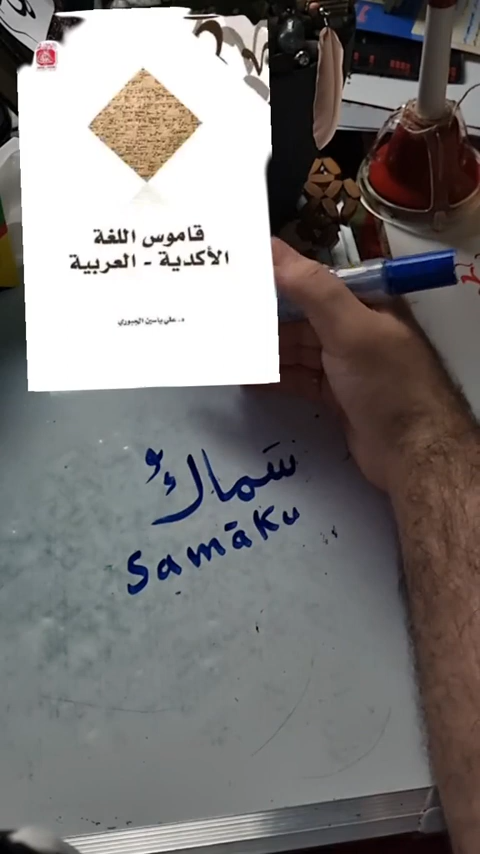 قاموس اللغة
الأكدية - العربية
د. علي ياسين الجبوري
سَماكُ
Samāku